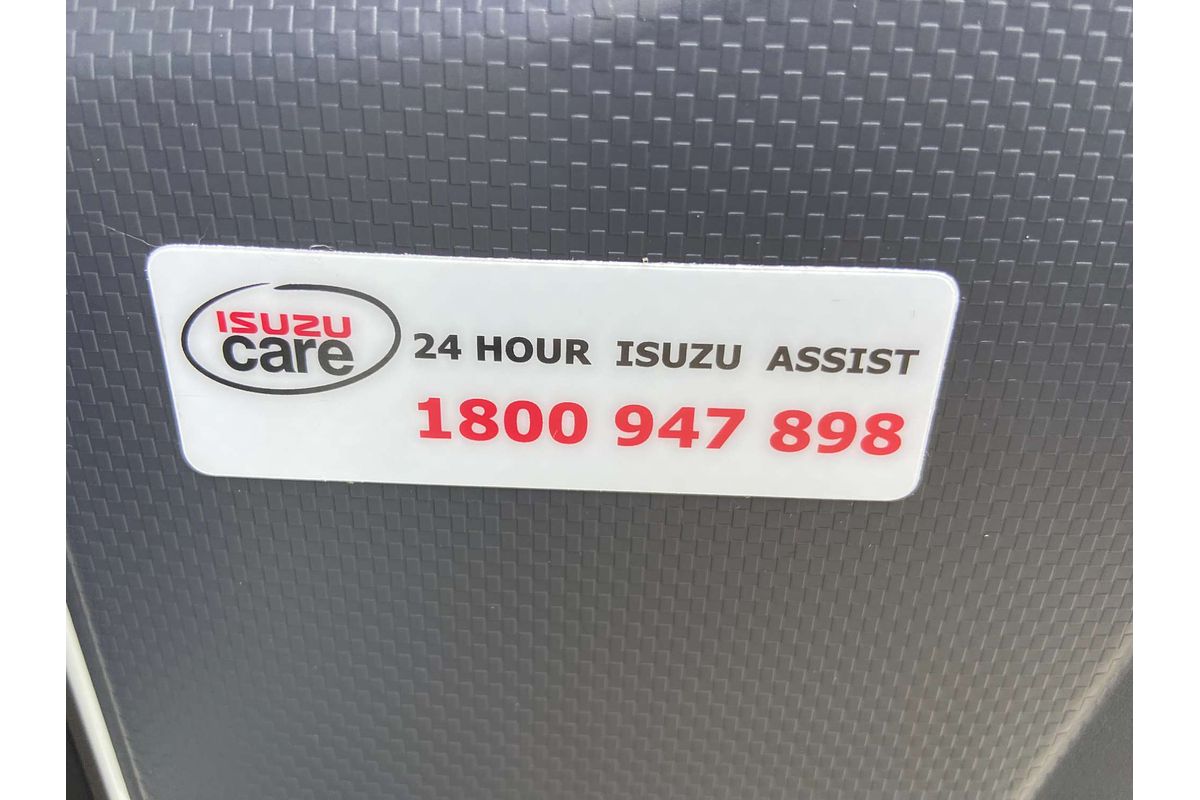 ISUZU
care
24 HOUR ISUZU ASSIST
1800 947 898